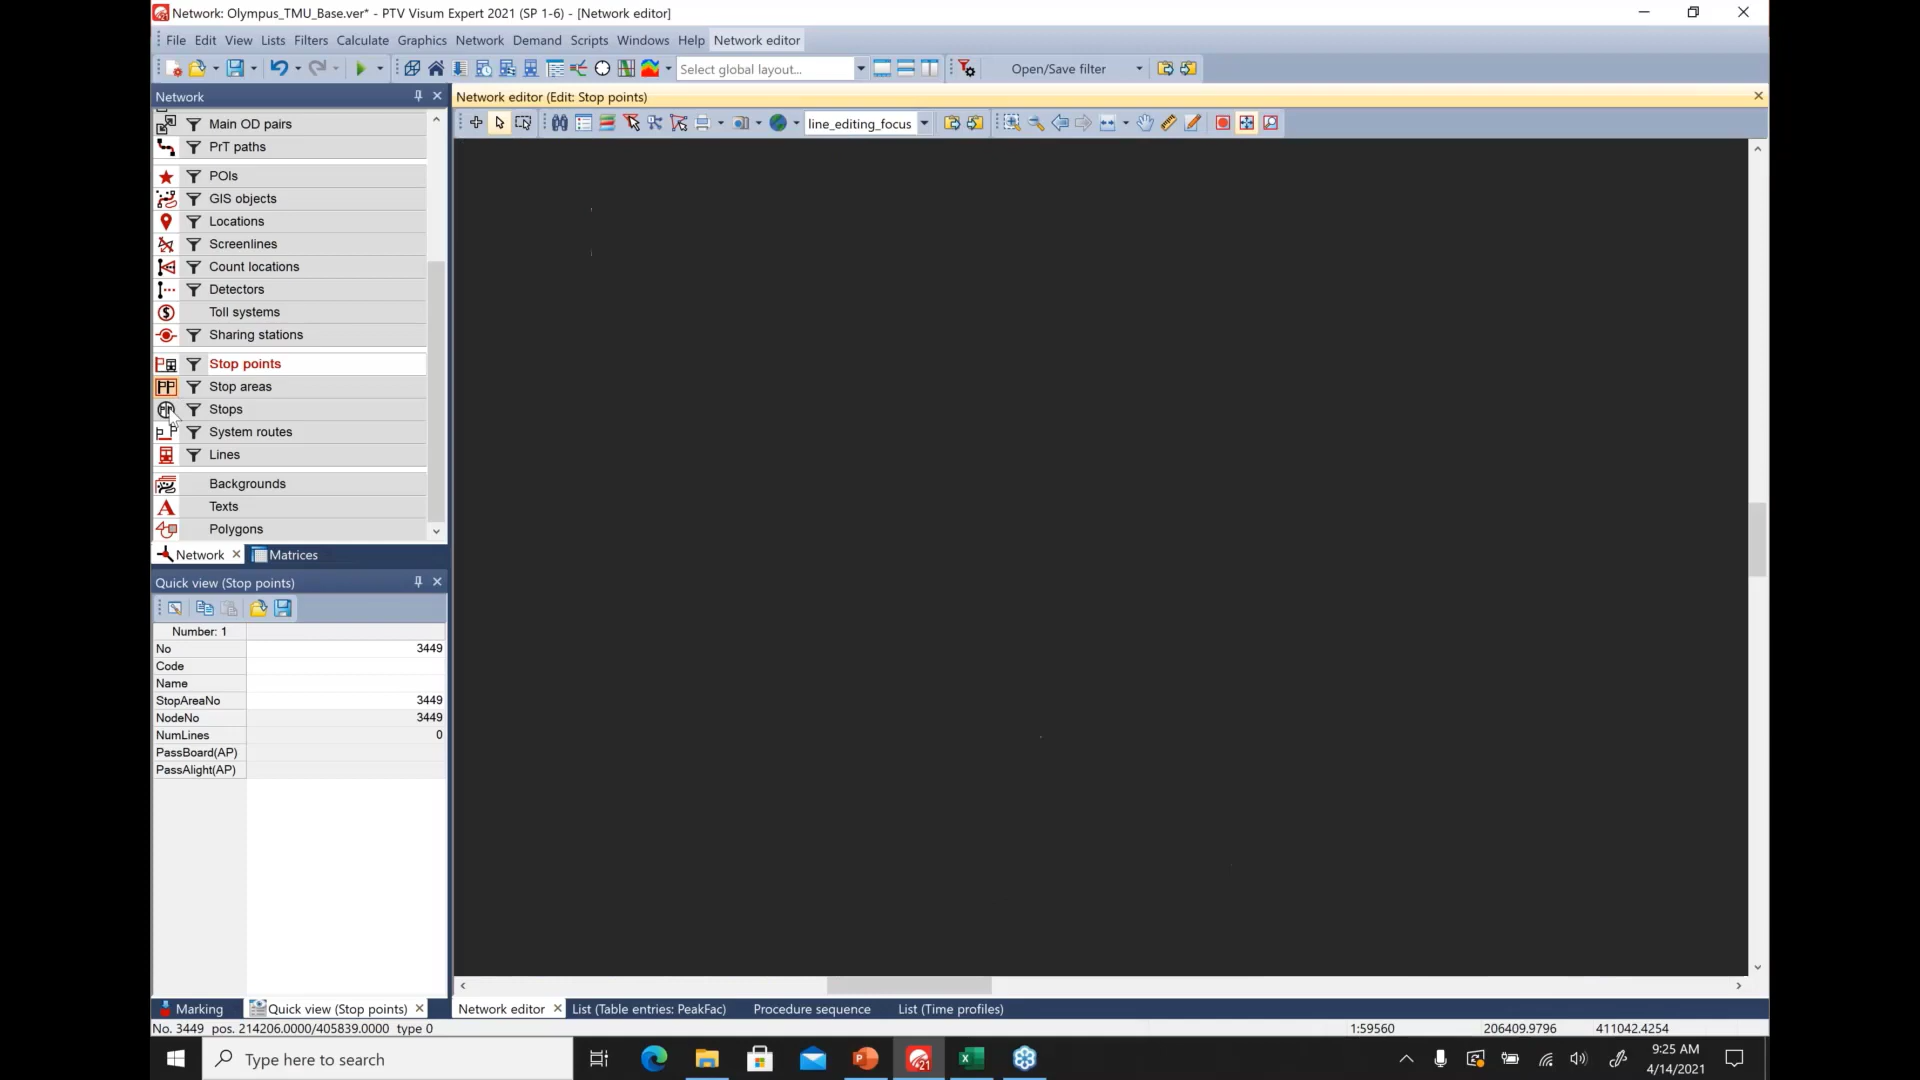 Network: Olympus_TMU_Base.ver* - PTV Visum Expert 2021 (SP 1-6) - [Network editor]
File Edit View Lists Filters Calculate Graphics Network Demand Scripts Windows Help Network editor
Select global layout... Open/Save filter
Network
Network editor (Edit: Stop points)
line_editing_focus
Main OD pairs
PrT paths
POIs
GIS objects
Locations
Screenlines
Count locations
Detectors
Toll systems
Sharing stations
Stop points
Stop areas
Stops
System routes
Lines
Backgrounds
Texts
Polygons
Network Matrices
Quick view (Stop points)
Number: 1
No 3449
Code
Name
StopAreaNo 3449
NodeNo 3449
NumLines 0
PassBoard(AP)
PassAlight(AP)
Marking Quick view (Stop points) Network editor List (Table entries: PeakFac) Procedure sequence List (Time profiles)
No. 3449 pos. 214206.0000/405839.0000 type 0 1:59560 206409.9796 411042.4254
Type here to search
9:25 AM
4/14/2021